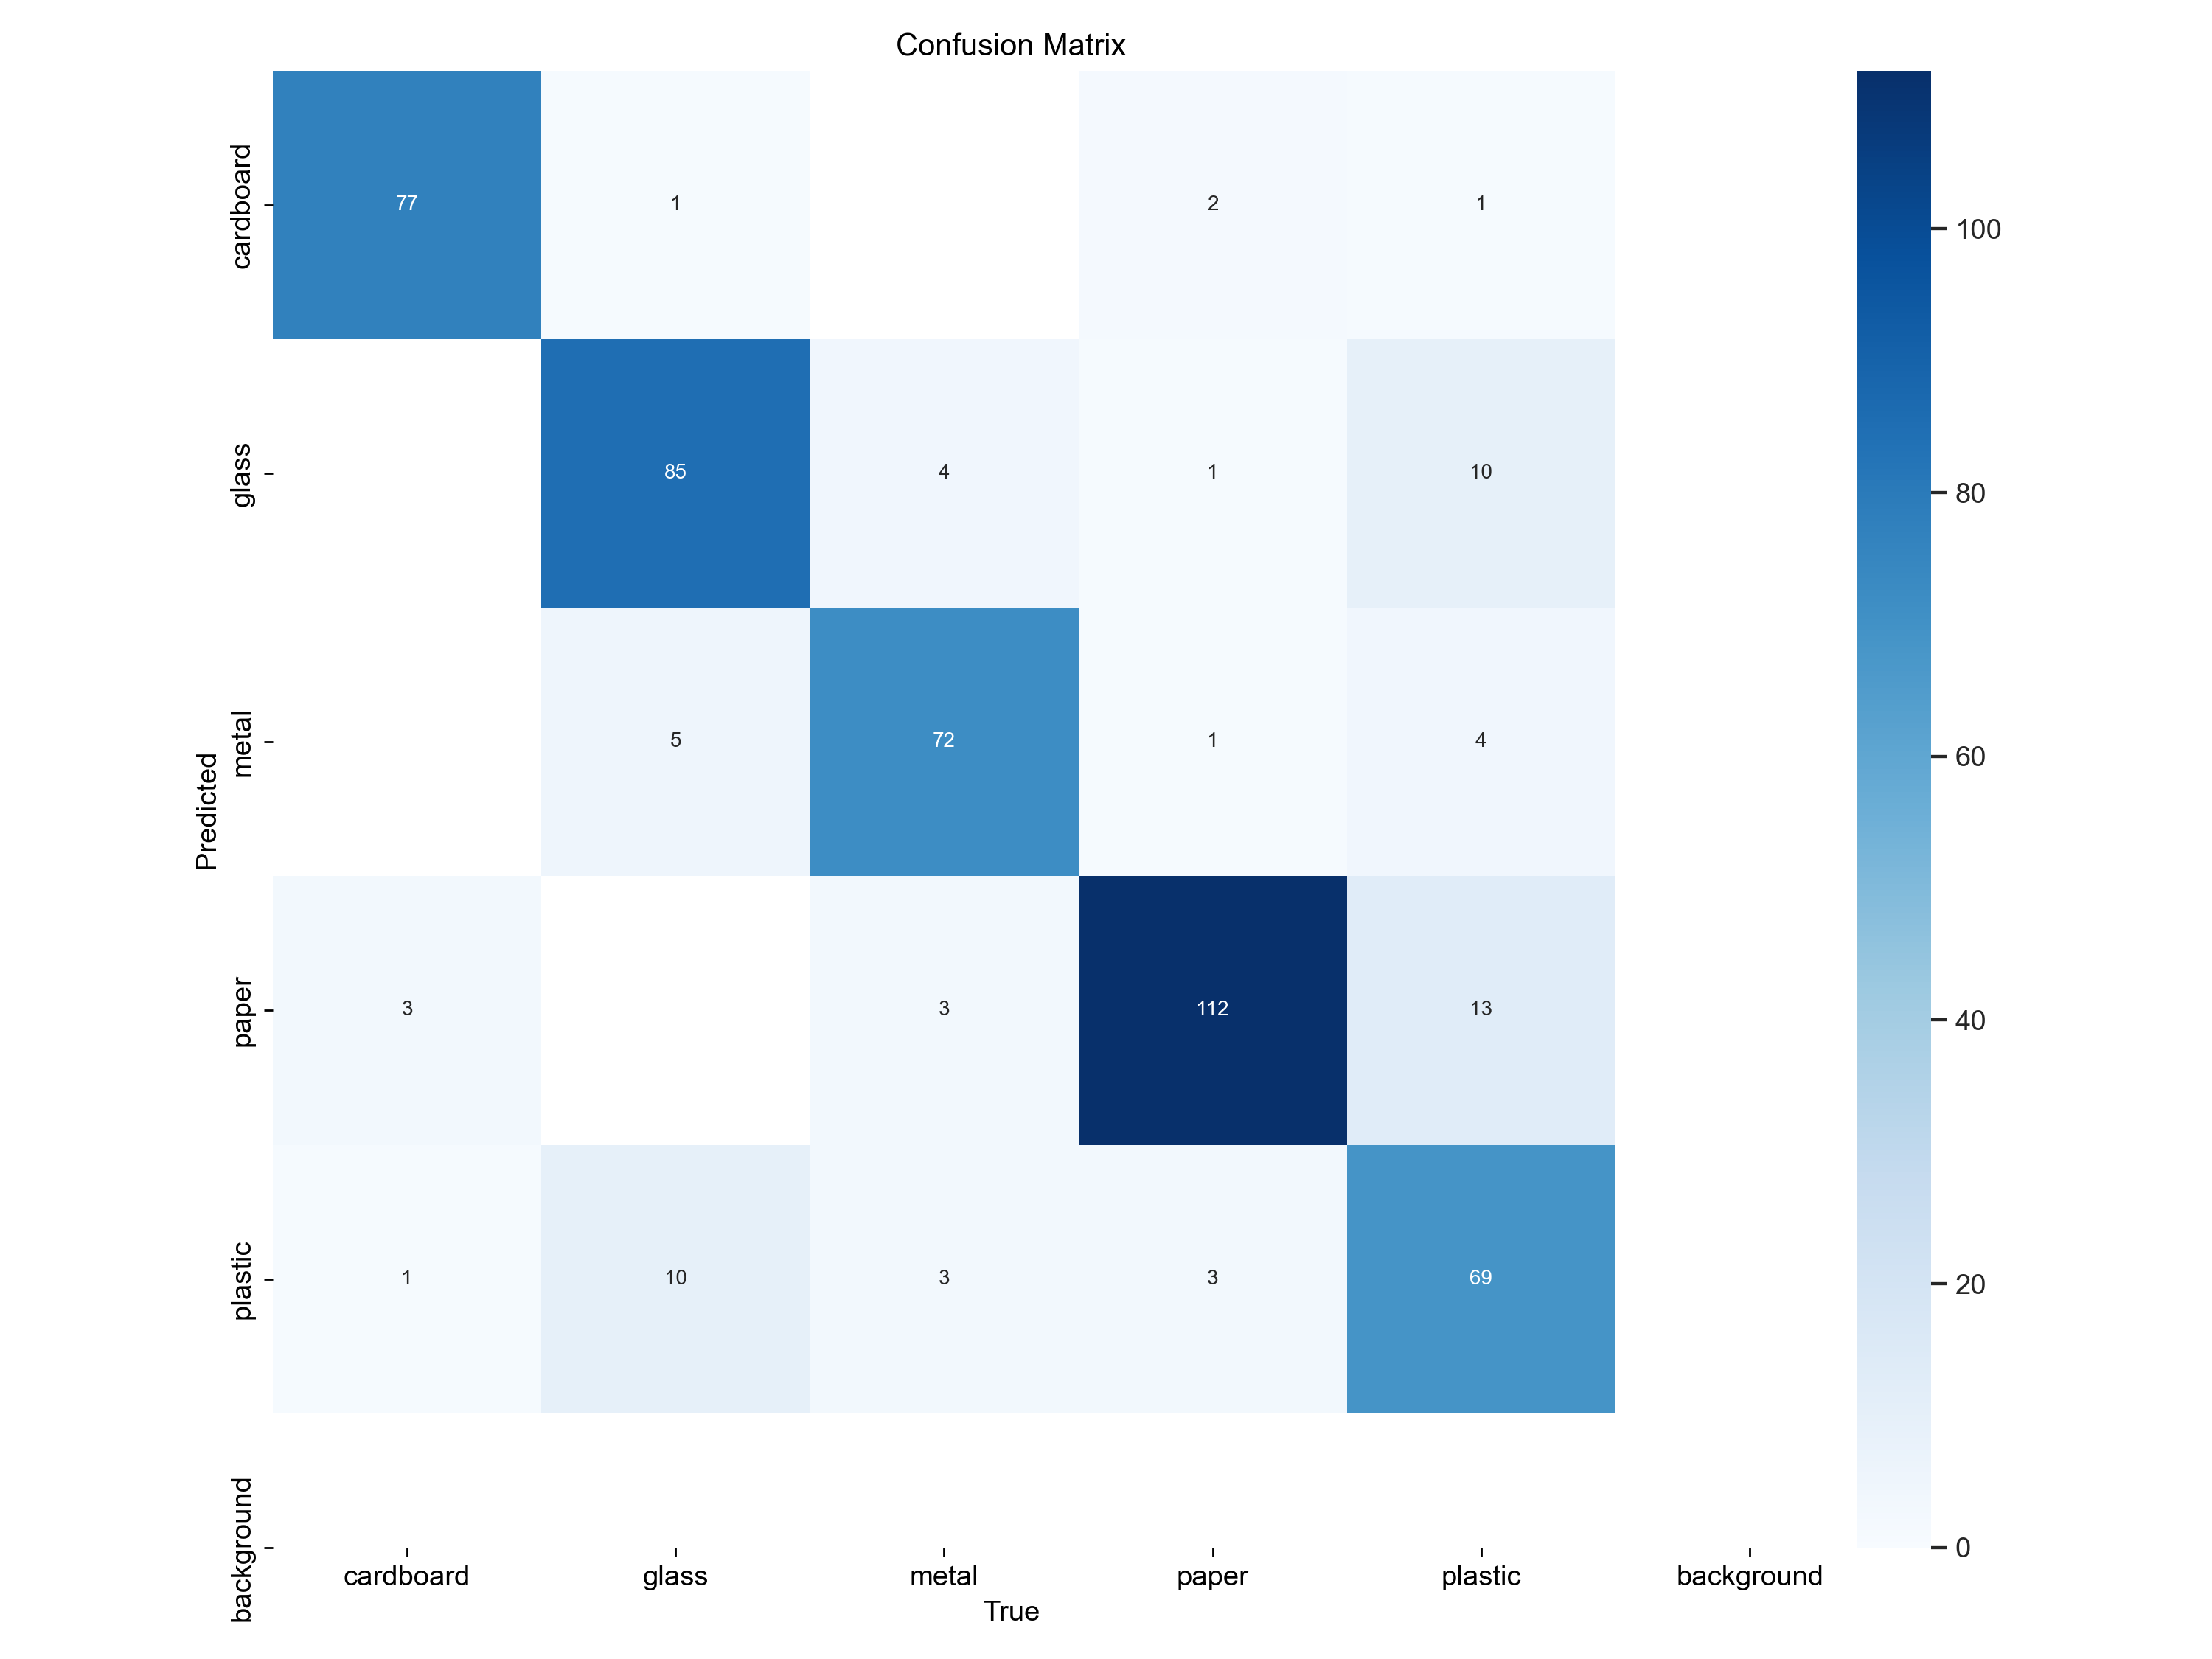 Confusion Matrix
cardboard
77
1
2
1
100
glass
85
4
1
10
80
metal
5
72
1
4
60
Predicted
paper
3
3
112
13
40
plastic
1
10
3
3
69
20
background
0
cardboard
glass
metal
paper
plastic
background
True